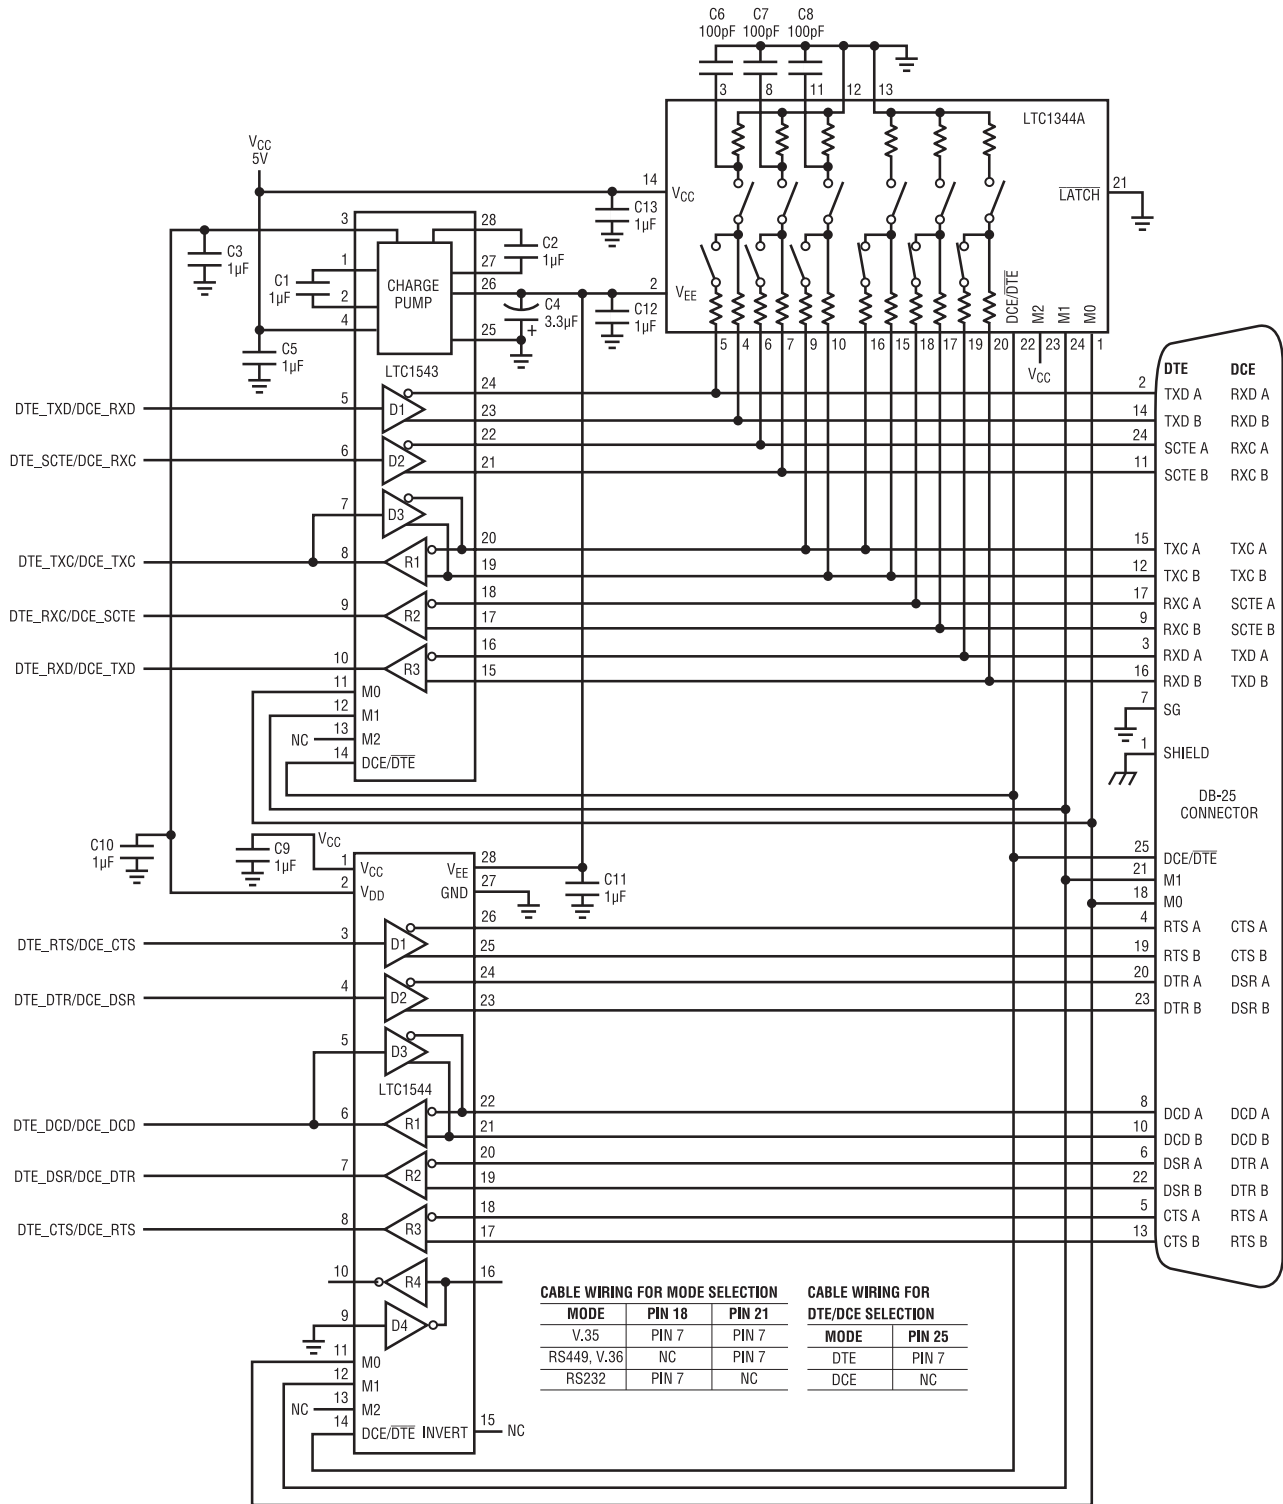 C6 C7 C8
100pF 100pF 100pF
3 8 11 12 13
LTC1344A
VCC
5V
14 VCC
C13
1µF
LATCH 21
3 28
C3
1µF
C2
1µF
1 27
C1
1µF
CHARGE
PUMP
2 26
2 VEE
C4
3.3µF
+
C12
1µF
DCE/DTE M2 M1 M0
4 25
C5
1µF
5 4 6 7 9 10 16 15 18 17 19 20 22 23 24 1
VCC
LTC1543
DTE DCE
DTE_TXD/DCE_RXD 5 D1 24 2 TXD A RXD A
23 14 TXD B RXD B
DTE_SCTE/DCE_RXC 6 D2 22 24 SCTE A RXC A
21 11 SCTE B RXC B
7 D3
DTE_TXC/DCE_TXC 8 R1 20 15 TXC A TXC A
19 12 TXC B TXC B
DTE_RXC/DCE_SCTE 9 R2 18 17 RXC A SCTE A
17 9 RXC B SCTE B
DTE_RXD/DCE_TXD 10 R3 16 3 RXD A TXD A
15 16 RXD B TXD B
11 M0
12 M1
NC 13 M2
14 DCE/DTE
7 SG
1 SHIELD
DB-25
CONNECTOR
C10
1µF
C9
1µF
VCC
1 VCC VEE 28
2 VDD GND 27
C11
1µF
25 DCE/DTE
21 M1
18 M0
DTE_RTS/DCE_CTS 3 D1 26 4 RTS A CTS A
25 19 RTS B CTS B
DTE_DTR/DCE_DSR 4 D2 24 20 DTR A DSR A
23 23 DTR B DSR B
5 D3
LTC1544
DTE_DCD/DCE_DCD 6 R1 22 8 DCD A DCD A
21 10 DCD B DCD B
DTE_DSR/DCE_DTR 7 R2 20 6 DSR A DTR A
19 22 DSR B DTR B
DTE_CTS/DCE_RTS 8 R3 18 5 CTS A RTS A
17 13 CTS B RTS B
10 R4 16
9 D4
11 M0
12 M1
NC 13 M2
14 DCE/DTE INVERT 15 NC
CABLE WIRING FOR MODE SELECTION
MODE PIN 18 PIN 21
V.35 PIN 7 PIN 7
RS449, V.36 NC PIN 7
RS232 PIN 7 NC
CABLE WIRING FOR
DTE/DCE SELECTION
MODE PIN 25
DTE PIN 7
DCE NC